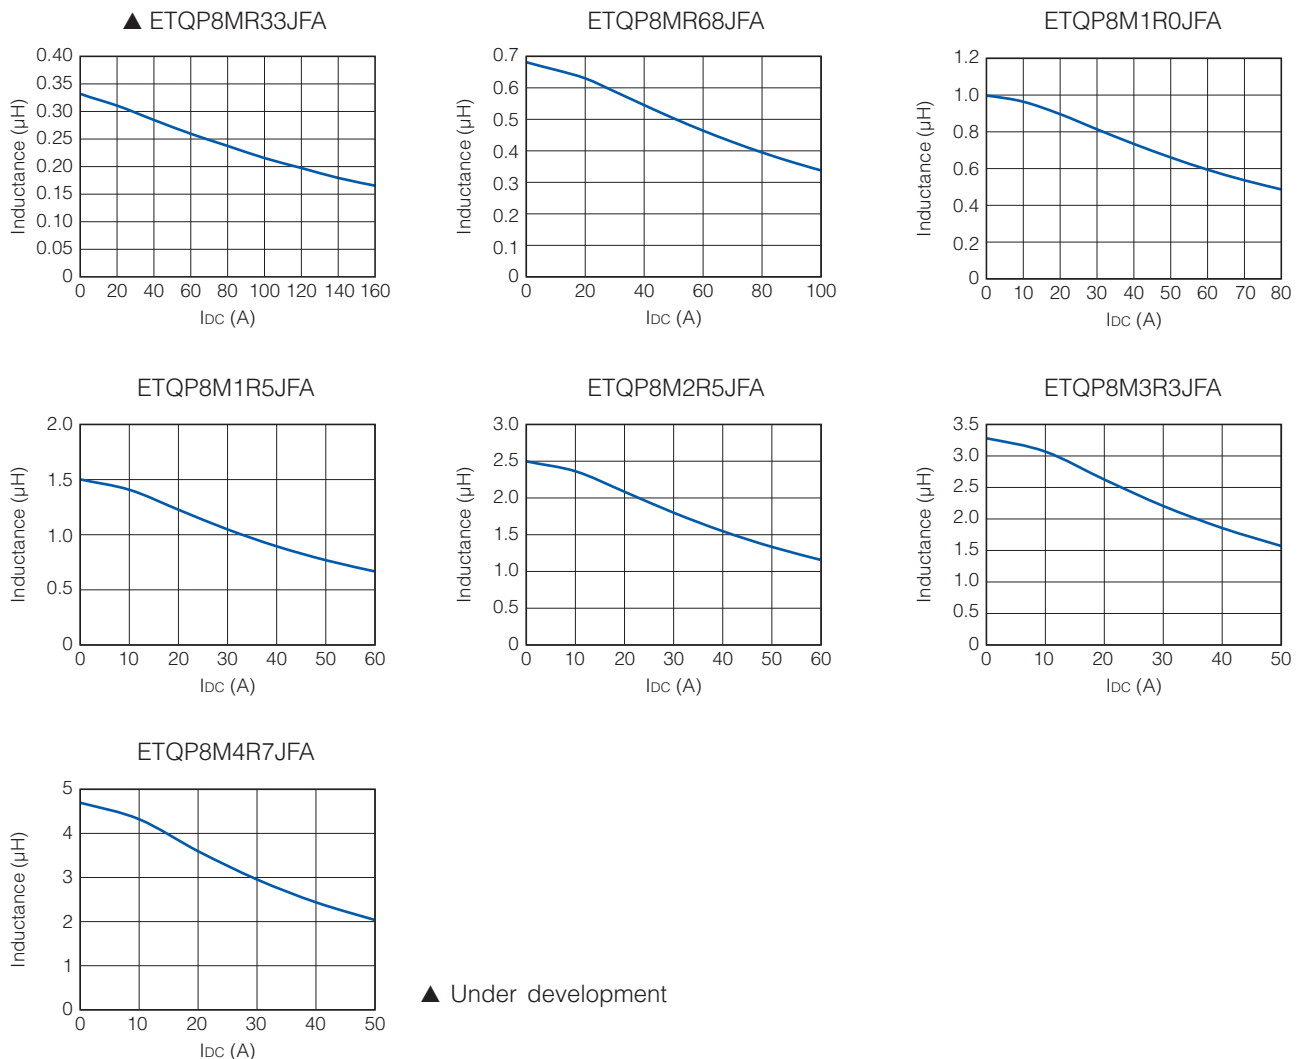 ▲ ETQP8MR33JFA
Inductance (µH)
0.40
0.35
0.30
0.25
0.20
0.15
0.10
0.05
0
0 20 40 60 80 100 120 140 160
IDC (A)
ETQP8MR68JFA
Inductance (µH)
0.7
0.6
0.5
0.4
0.3
0.2
0.1
0
0 20 40 60 80 100
IDC (A)
ETQP8M1R0JFA
Inductance (µH)
1.2
1.0
0.8
0.6
0.4
0.2
0
0 10 20 30 40 50 60 70 80
IDC (A)
ETQP8M1R5JFA
Inductance (µH)
2.0
1.5
1.0
0.5
0
0 10 20 30 40 50 60
IDC (A)
ETQP8M2R5JFA
Inductance (µH)
3.0
2.5
2.0
1.5
1.0
0.5
0
0 10 20 30 40 50 60
IDC (A)
ETQP8M3R3JFA
Inductance (µH)
3.5
3.0
2.5
2.0
1.5
1.0
0.5
0
0 10 20 30 40 50
IDC (A)
ETQP8M4R7JFA
Inductance (µH)
5
4
3
2
1
0
0 10 20 30 40 50
IDC (A)
▲ Under development